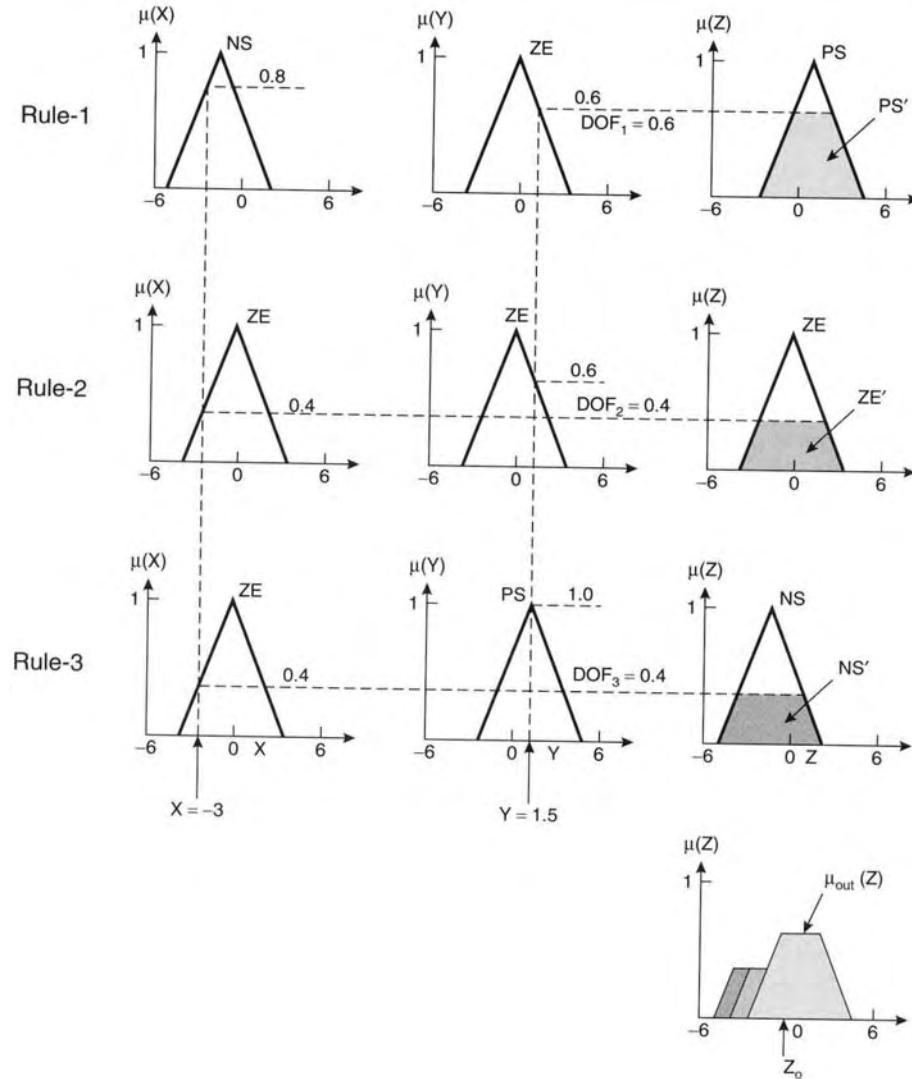 μ(X) μ(Y) μ(Z)
NS ZE PS
1 1 1
0.8
Rule-1
0.6
DOF₁ = 0.6
PS′
−6 0 6 −6 0 6 −6 0 6
μ(X) μ(Y) μ(Z)
ZE ZE ZE
1 1 1
Rule-2
0.6
0.4
DOF₂ = 0.4
ZE′
−6 0 6 −6 0 6 −6 0 6
μ(X) μ(Y) μ(Z)
ZE PS NS
1 1 1
1.0
Rule-3
0.4
DOF₃ = 0.4
NS′
−6 0 X 6 −6 0 Y 6 −6 0 Z 6
X = −3 Y = 1.5
μ(Z)
1
μout (Z)
−6 0 6
Zo